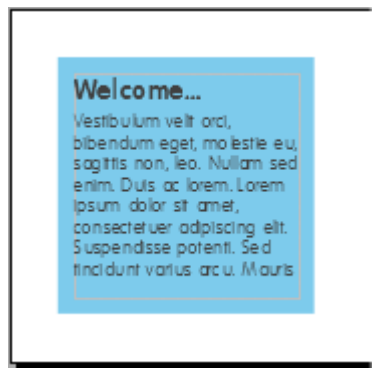 Welcome...
Vestibulum velit orci,
bibendum eget, molestie eu,
sagittis non, leo. Nullam sed
enim. Duis ac lorem. Lorem
ipsum dolor sit amet,
consectetuer adipiscing elit.
Suspendisse potenti. Sed
tincidunt varius arcu. Mauris